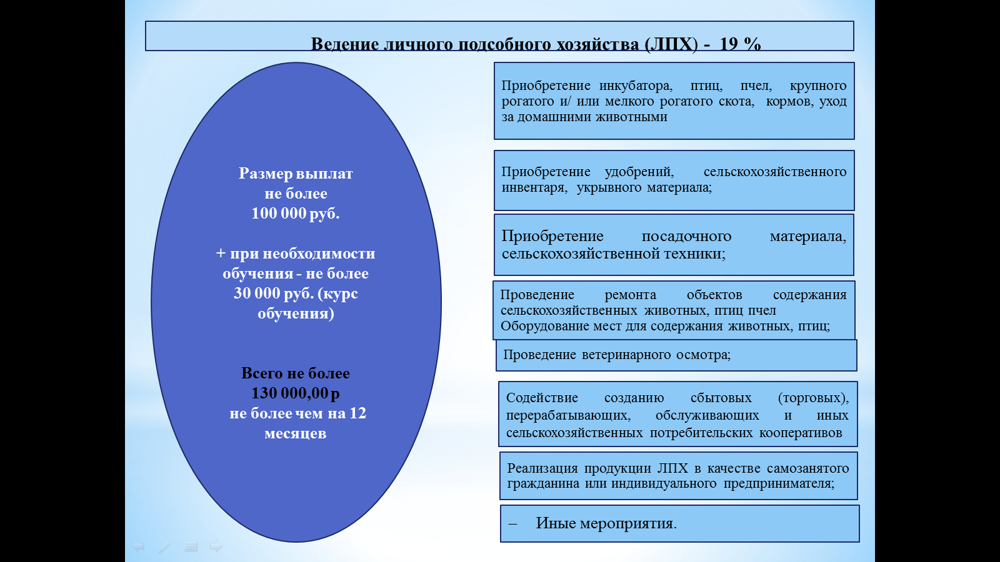 Ведение личного подсобного хозяйства (ЛПХ) - 19 %
Размер выплат
не более
100 000 руб.
+ при необходимости
обучения - не более
30 000 руб. (курс
обучения)
Всего не более
130 000,00 р
не более чем на 12
месяцев
Приобретение инкубатора, птиц, пчел, крупного
рогатого и/ или мелкого рогатого скота, кормов, уход
за домашними животными
Приобретение удобрений, сельскохозяйственного
инвентаря, укрывного материала;
Приобретение посадочного материала,
сельскохозяйственной техники;
Проведение ремонта объектов содержания
сельскохозяйственных животных, птиц пчел
Оборудование мест для содержания животных, птиц;
Проведение ветеринарного осмотра;
Содействие созданию сбытовых (торговых),
перерабатывающих, обслуживающих и иных
сельскохозяйственных потребительских кооперативов
Реализация продукции ЛПХ в качестве самозанятого
гражданина или индивидуального предпринимателя;
– Иные мероприятия.